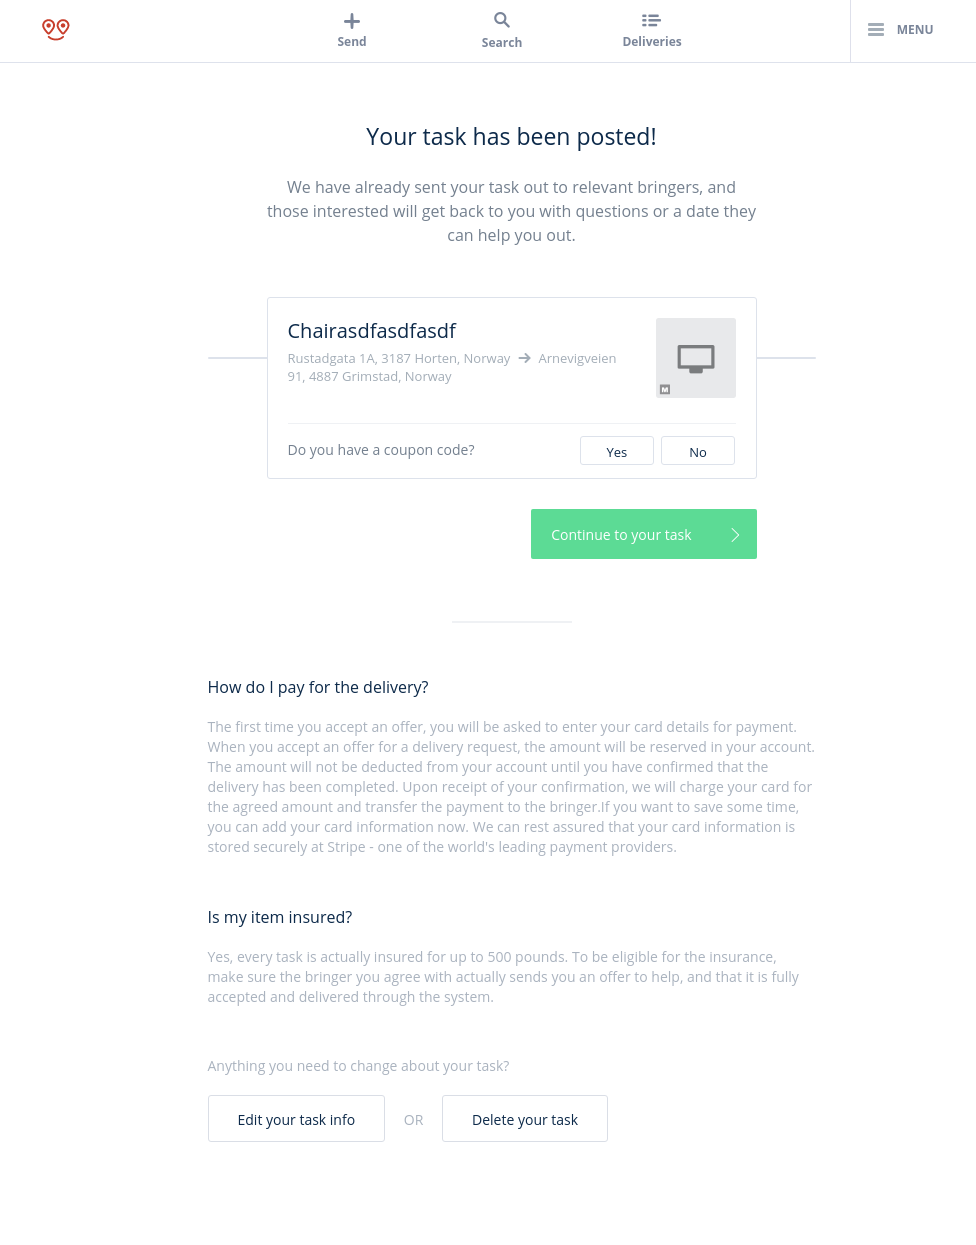 Send
Search
Deliveries
MENU
Your task has been posted!
We have already sent your task out to relevant bringers, and
those interested will get back to you with questions or a date they
can help you out.
Chairasdfasdfasdf
Rustadgata 1A, 3187 Horten, Norway → Arnevigveien
91, 4887 Grimstad, Norway
M
Do you have a coupon code?
Yes
No
Continue to your task
How do I pay for the delivery?
The first time you accept an offer, you will be asked to enter your card details for payment.
When you accept an offer for a delivery request, the amount will be reserved in your account.
The amount will not be deducted from your account until you have confirmed that the
delivery has been completed. Upon receipt of your confirmation, we will charge your card for
the agreed amount and transfer the payment to the bringer.If you want to save some time,
you can add your card information now. We can rest assured that your card information is
stored securely at Stripe - one of the world's leading payment providers.
Is my item insured?
Yes, every task is actually insured for up to 500 pounds. To be eligible for the insurance,
make sure the bringer you agree with actually sends you an offer to help, and that it is fully
accepted and delivered through the system.
Anything you need to change about your task?
Edit your task info
OR
Delete your task